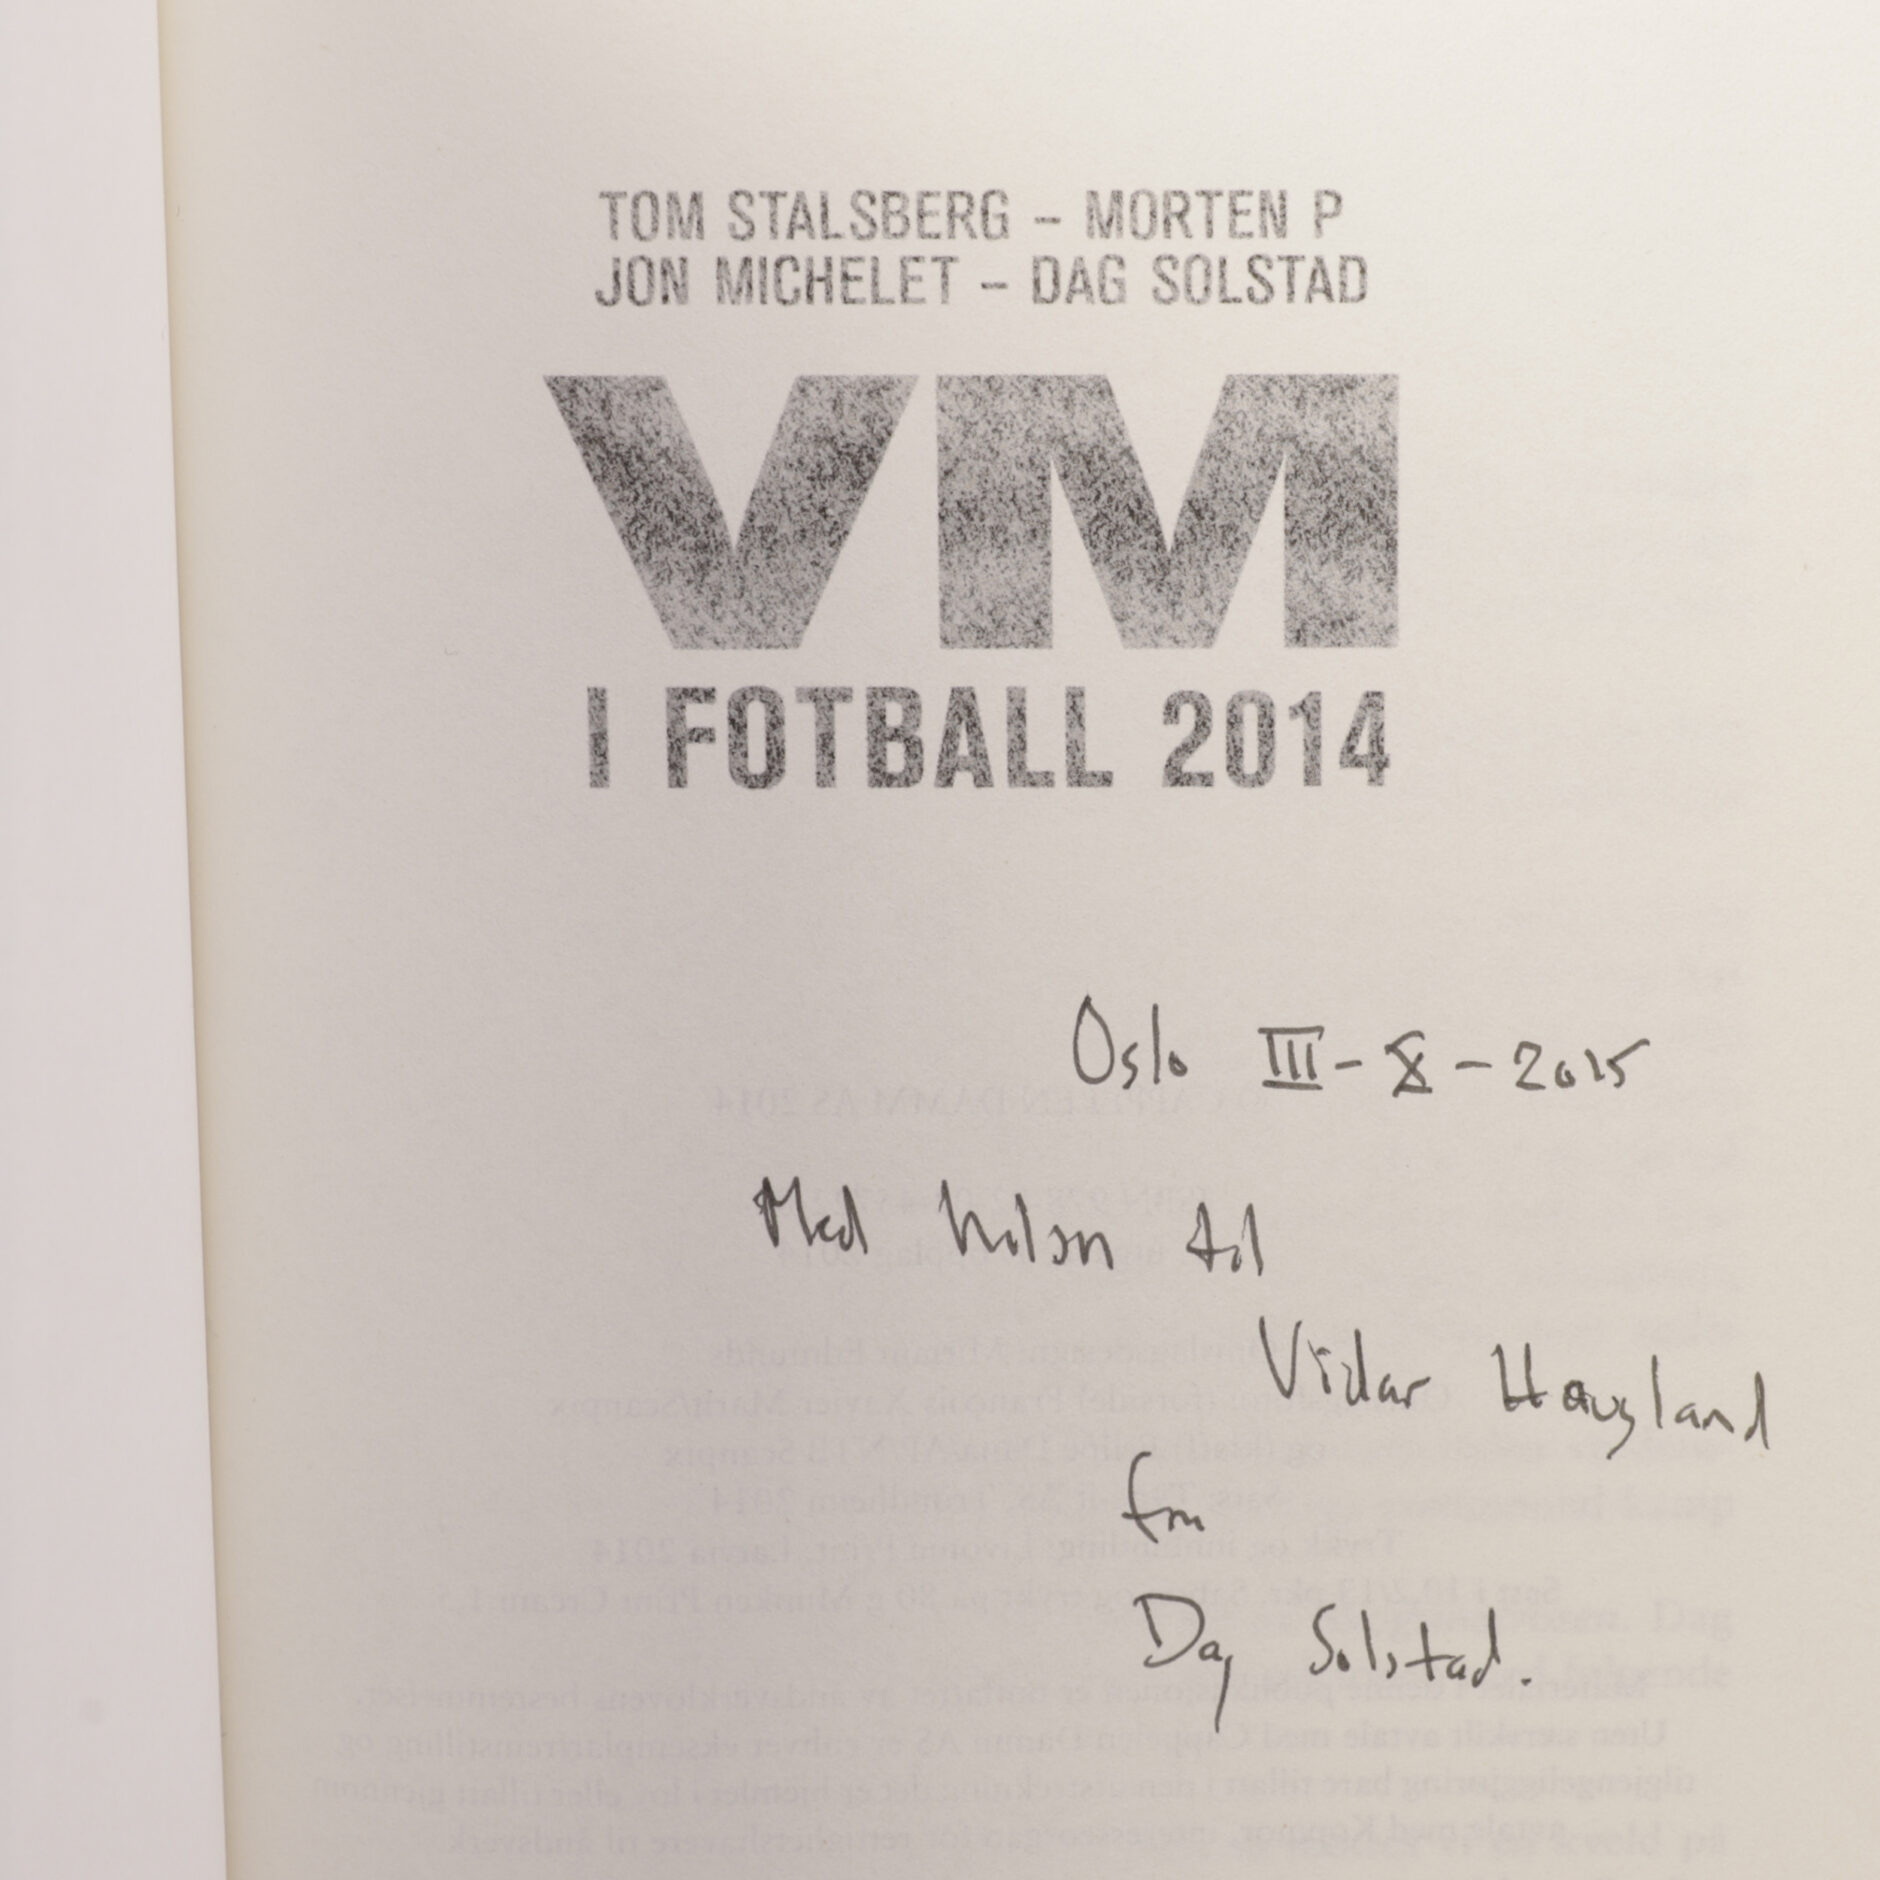 TOM STALSBERG – MORTEN P
JON MICHELET – DAG SOLSTAD
VM
I FOTBALL 2014
Oslo III-X-2015
Med hilsen til
Vidar Haugland
fra
Dag Solstad.